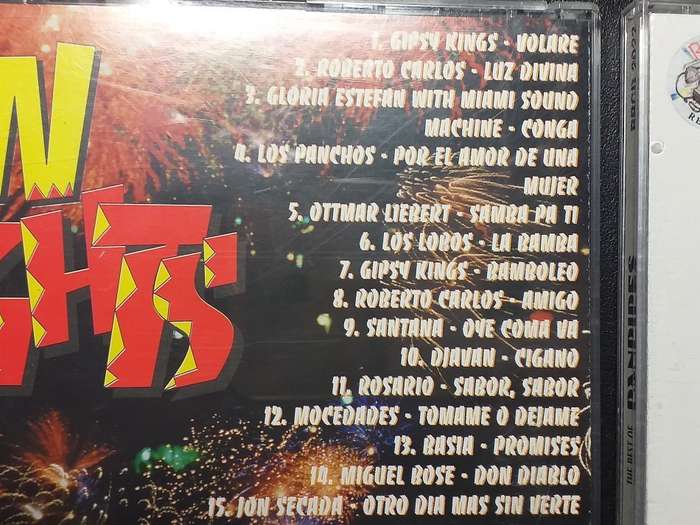 N
GHTS
1. GIPSY KINGS - VOLARE
2. ROBERTO CARLOS - LUZ DIVINA
3. GLORIA ESTEFAN WITH MIAMI SOUND
MACHINE - CONGA
4. LOS PANCHOS - POR EL AMOR DE UNA
MUJER
5. OTTMAR LIEBERT - SAMBA PA TI
6. LOS LOBOS - LA BAMBA
7. GIPSY KINGS - BAMBOLEO
8. ROBERTO CARLOS - AMIGO
9. SANTANA - OYE COMA VA
10. DJAVAN - CIGANO
11. ROSARIO - SABOR, SABOR
12. MOCEDADES - TOMAME O DEJAME
13. BASIA - PROMISES
14. MIGUEL BOSE - DON DIABLO
15. JON SECADA - OTRO DIA MAS SIN VERTE
THE BEST OF PANPIPES